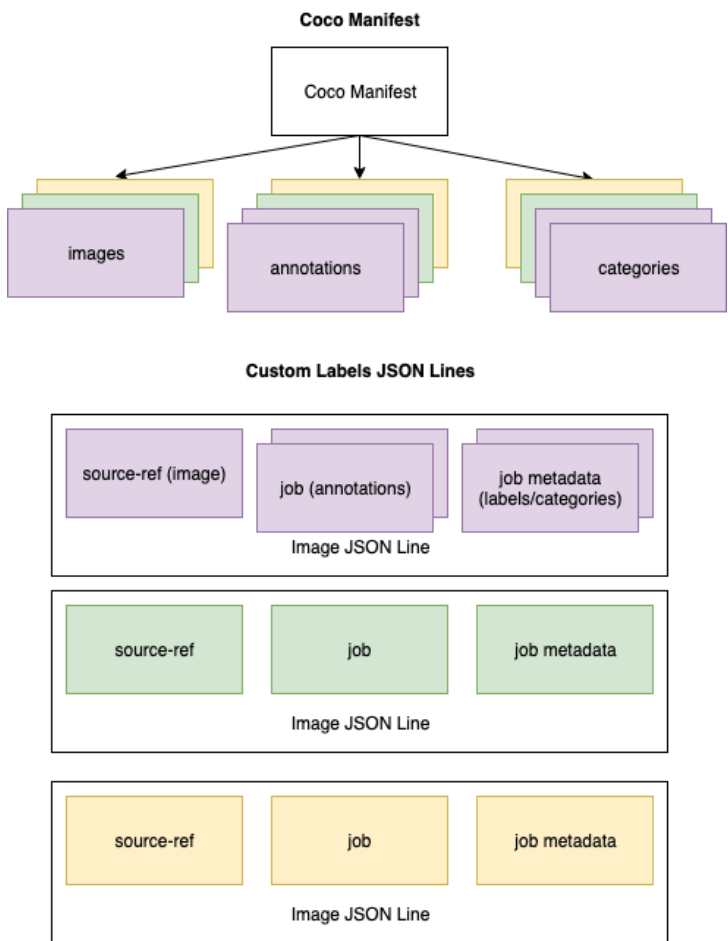 Coco Manifest
Coco Manifest
images
annotations
categories
Custom Labels JSON Lines
source-ref (image)
job (annotations)
job metadata
(labels/categories)
Image JSON Line
source-ref
job
job metadata
Image JSON Line
source-ref
job
job metadata
Image JSON Line